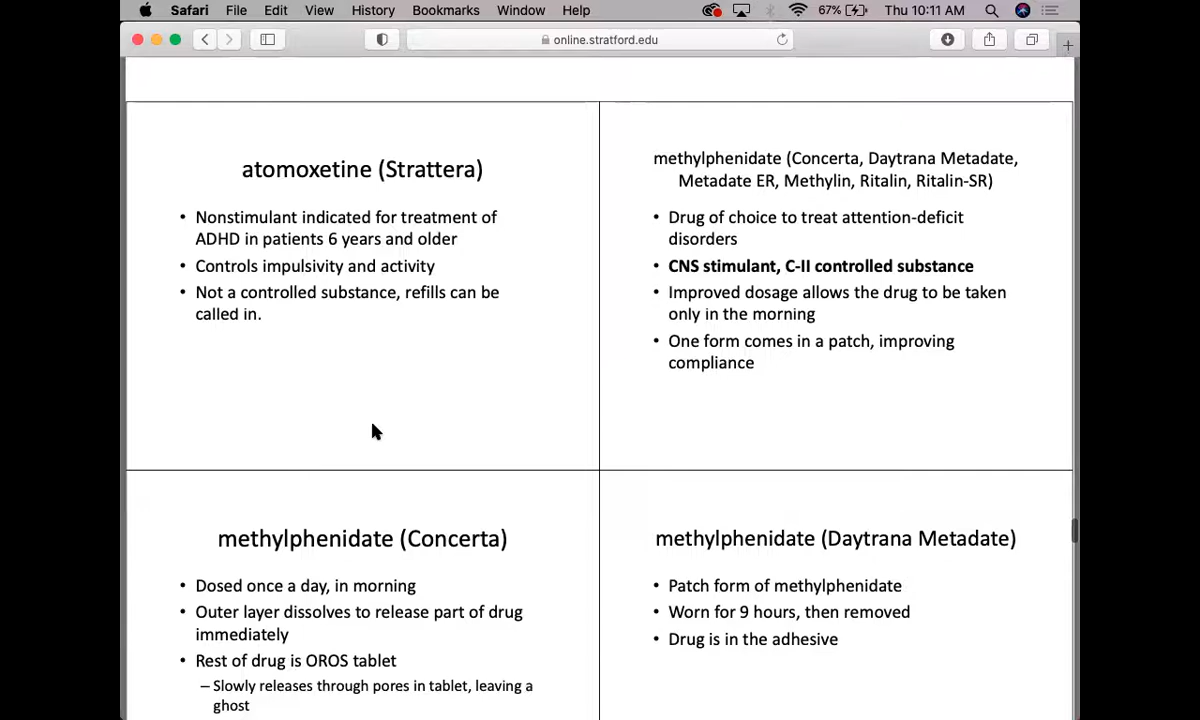 Safari File Edit View History Bookmarks Window Help 67% Thu 10:11 AM
online.stratford.edu
atomoxetine (Strattera)
• Nonstimulant indicated for treatment of
ADHD in patients 6 years and older
• Controls impulsivity and activity
• Not a controlled substance, refills can be
called in.
methylphenidate (Concerta, Daytrana Metadate,
Metadate ER, Methylin, Ritalin, Ritalin-SR)
• Drug of choice to treat attention-deficit
disorders
• CNS stimulant, C-II controlled substance
• Improved dosage allows the drug to be taken
only in the morning
• One form comes in a patch, improving
compliance
methylphenidate (Concerta)
• Dosed once a day, in morning
• Outer layer dissolves to release part of drug
immediately
• Rest of drug is OROS tablet
– Slowly releases through pores in tablet, leaving a
ghost
methylphenidate (Daytrana Metadate)
• Patch form of methylphenidate
• Worn for 9 hours, then removed
• Drug is in the adhesive